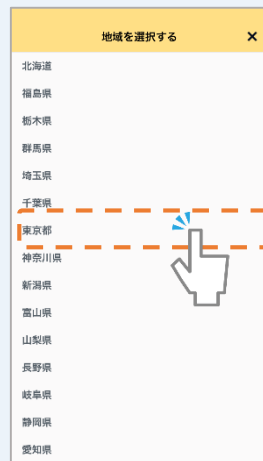 地域を選択する ×
北海道
福島県
栃木県
群馬県
埼玉県
千葉県
東京都
神奈川県
新潟県
富山県
山梨県
長野県
岐阜県
静岡県
愛知県